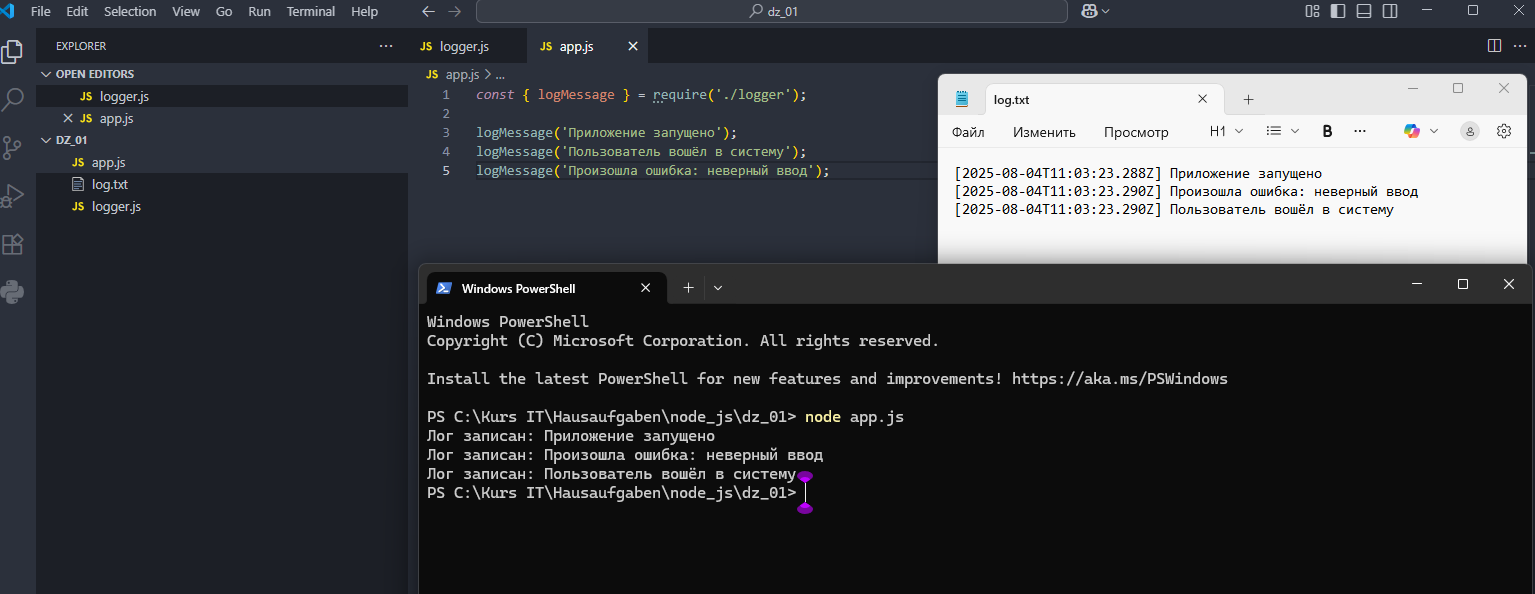 File Edit Selection View Go Run Terminal Help
dz_01
EXPLORER
OPEN EDITORS
JS logger.js
JS app.js
DZ_01
JS app.js
log.txt
JS logger.js
JS logger.js
JS app.js
JS app.js > ...
1 const { logMessage } = require('./logger');
2
3 logMessage('Приложение запущено');
4 logMessage('Пользователь вошёл в систему');
5 logMessage('Произошла ошибка: неверный ввод');
log.txt
Файл Изменить Просмотр H1 B
[2025-08-04T11:03:23.288Z] Приложение запущено
[2025-08-04T11:03:23.290Z] Произошла ошибка: неверный ввод
[2025-08-04T11:03:23.290Z] Пользователь вошёл в систему
Windows PowerShell
Windows PowerShell
Copyright (C) Microsoft Corporation. All rights reserved.
Install the latest PowerShell for new features and improvements! https://aka.ms/PSWindows
PS C:\Kurs IT\Hausaufgaben\node_js\dz_01> node app.js
Лог записан: Приложение запущено
Лог записан: Произошла ошибка: неверный ввод
Лог записан: Пользователь вошёл в систему
PS C:\Kurs IT\Hausaufgaben\node_js\dz_01>